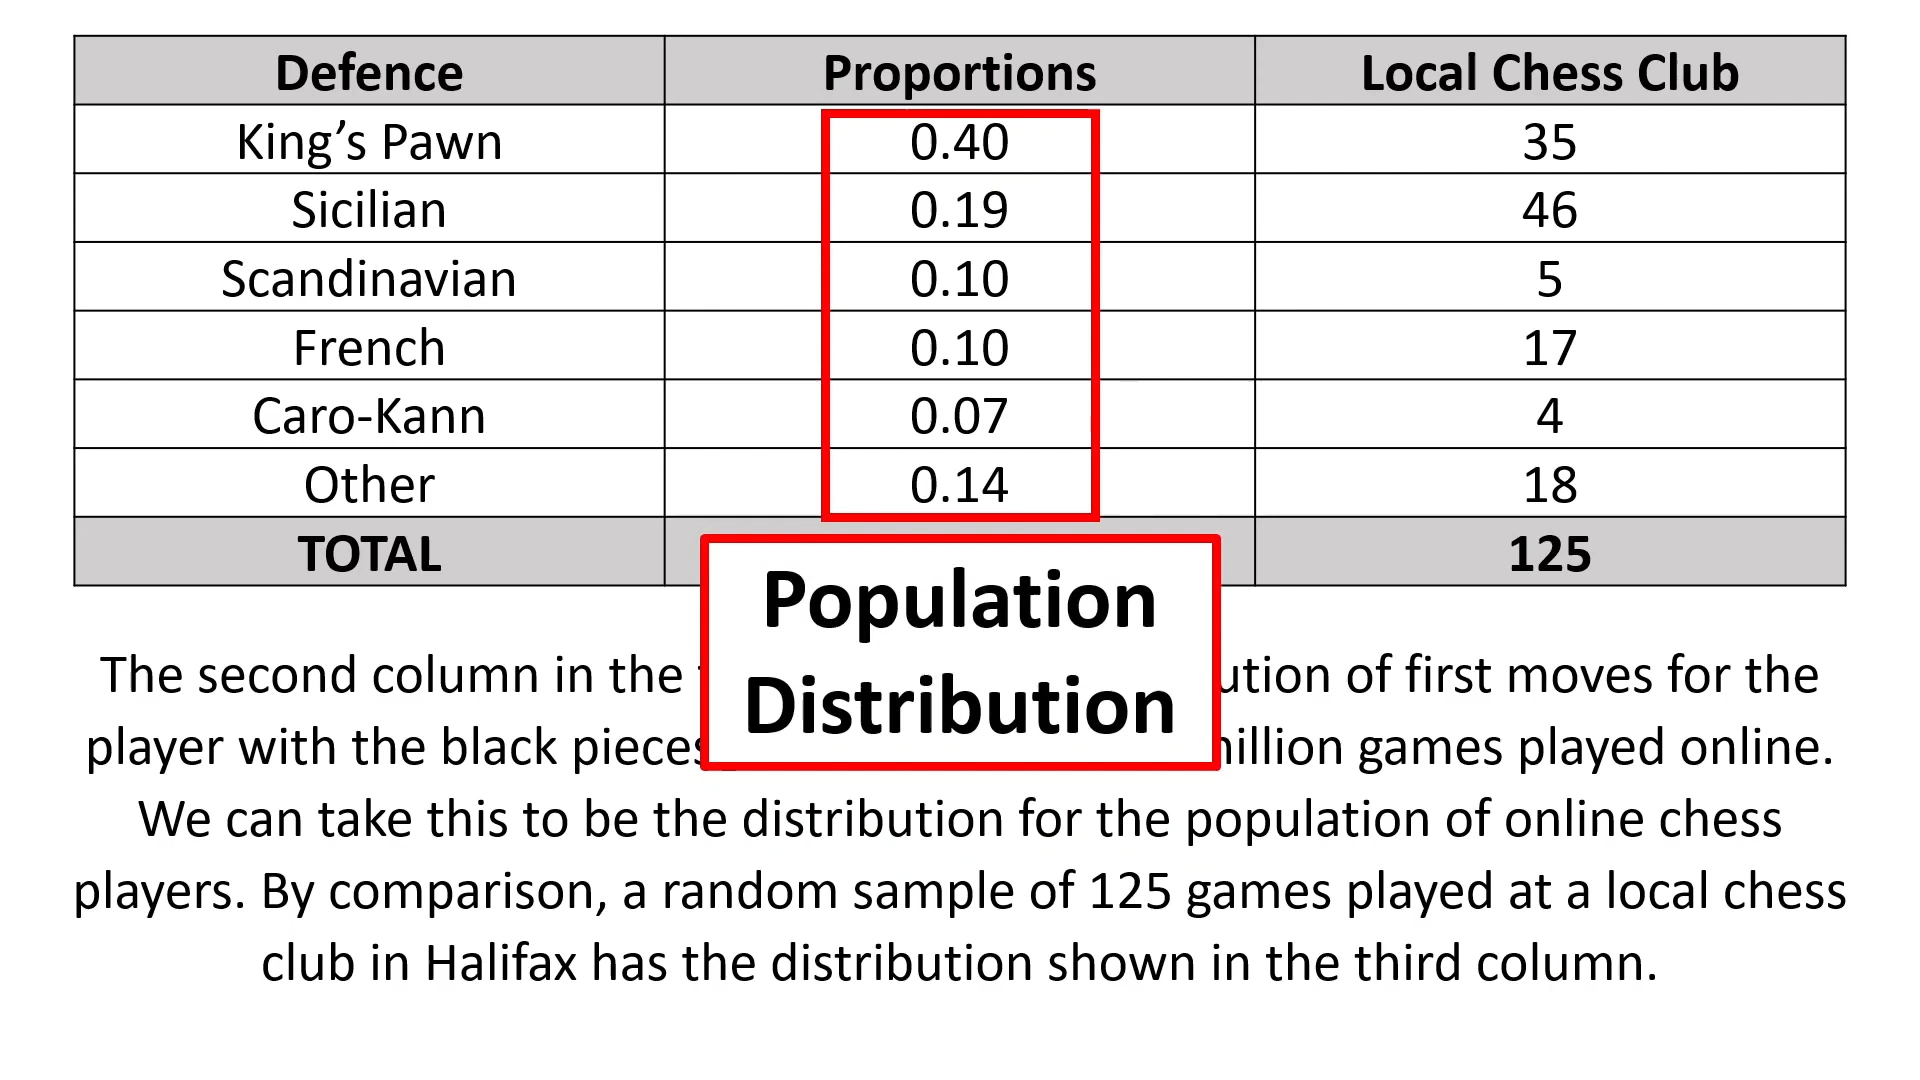 Defence Proportions Local Chess Club
King’s Pawn 0.40 35
Sicilian 0.19 46
Scandinavian 0.10 5
French 0.10 17
Caro-Kann 0.07 4
Other 0.14 18
TOTAL 125
Population
Distribution
The second column in the of first moves for the
player with the black games played online.
We can take this to be the distribution for the population of online chess
players. By comparison, a random sample of 125 games played at a local chess
club in Halifax has the distribution shown in the third column.